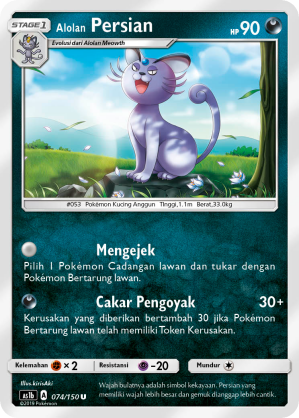 STAGE 1 Alolan Persian HP 90
Evolusi dari Alolan Meowth
#053 Pokémon Kucing Anggun Tinggi,1.1m Berat,33.0kg
Mengejek
Pilih 1 Pokémon Cadangan lawan dan tukar dengan
Pokémon Bertarung lawan.
Cakar Pengoyak 30+
Kerusakan yang diberikan bertambah 30 jika Pokémon
Bertarung lawan telah memiliki Token Kerusakan.
Kelemahan × 2 Resistansi -20 Mundur
Illus.kirisAki
AS1b A 074/150 U
©2019 Pokémon
Wajah bulatnya adalah simbol kekayaan. Persian yang
memiliki wajah lebih besar dan gemuk dianggap lebih cantik.